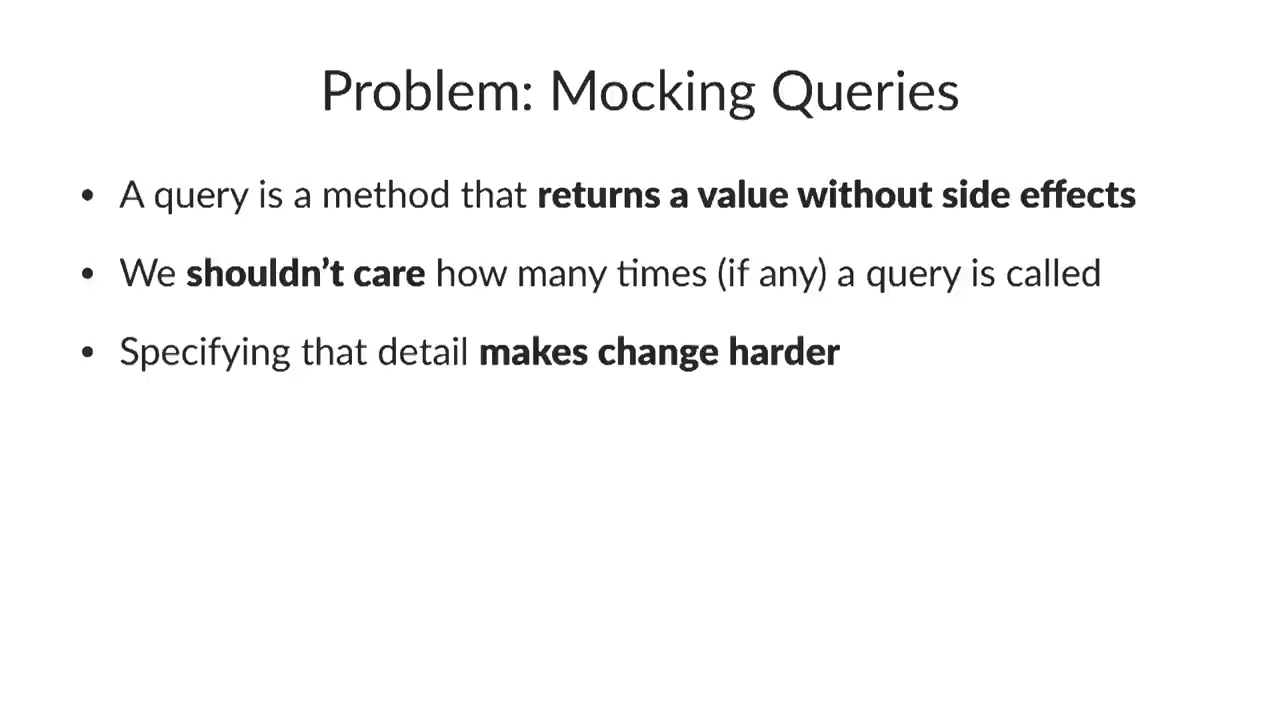 Problem: Mocking Queries
• A query is a method that returns a value without side effects
• We shouldn’t care how many times (if any) a query is called
• Specifying that detail makes change harder